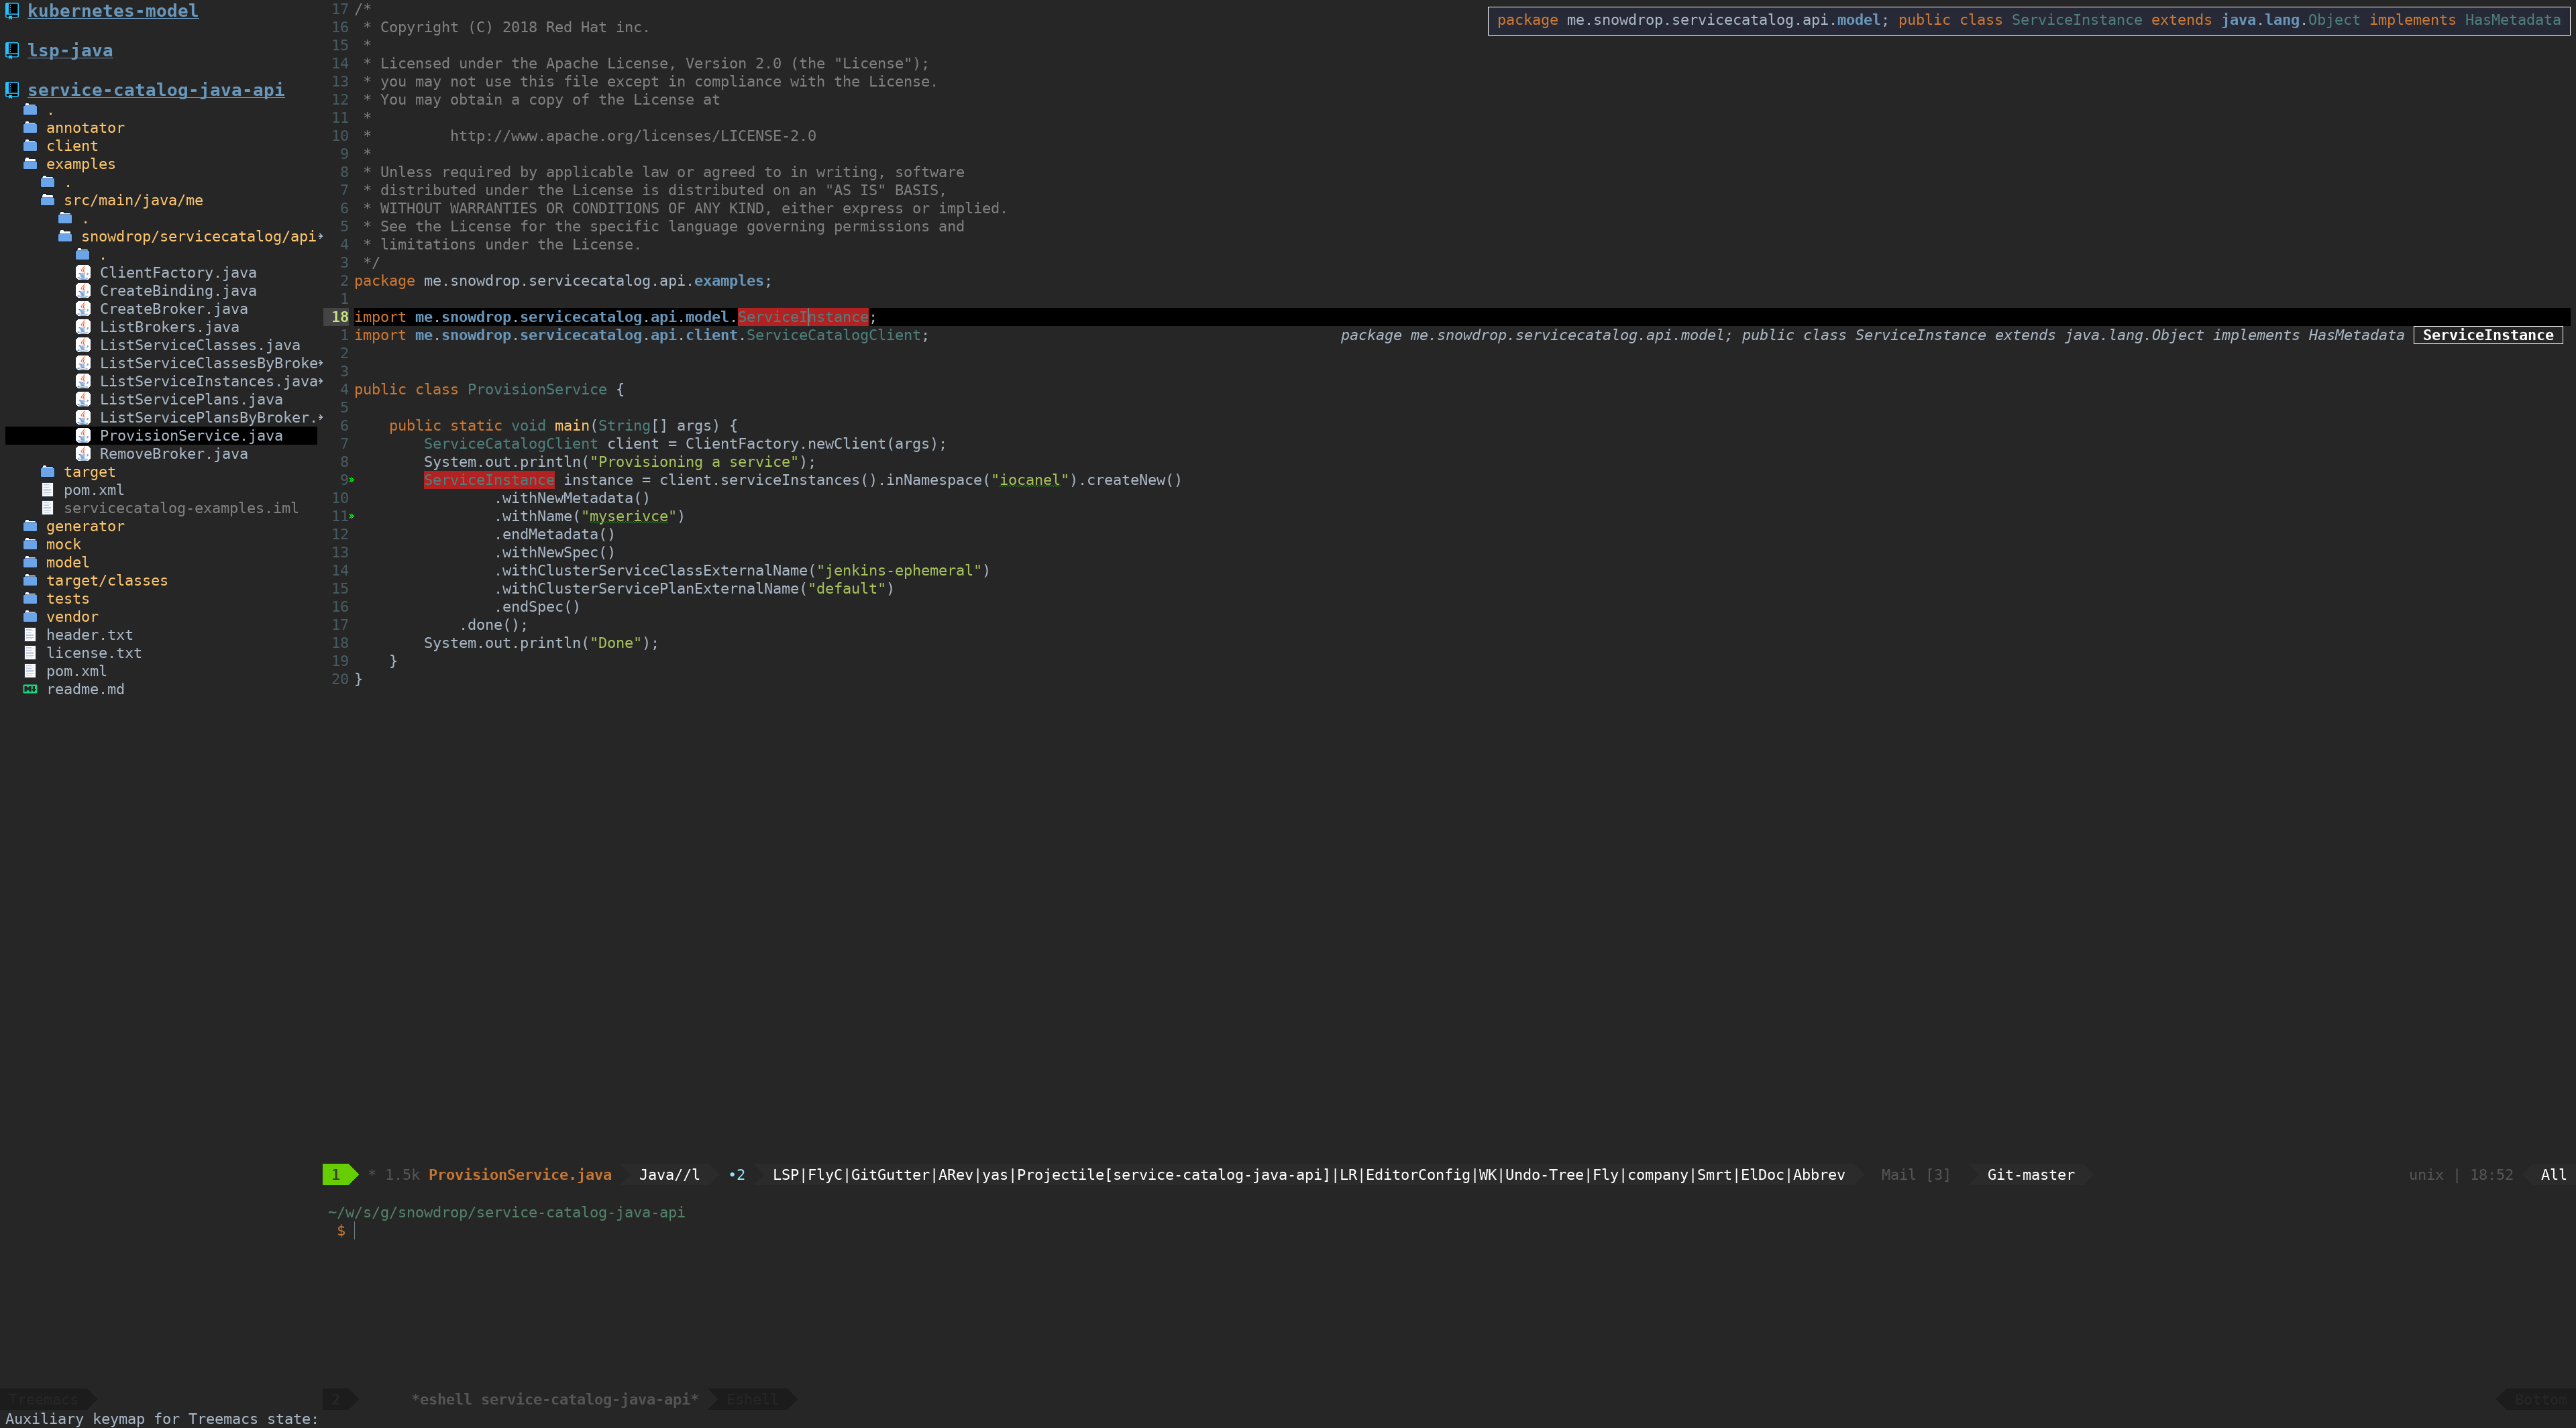 kubernetes-model
lsp-java
service-catalog-java-api
.
annotator
client
examples
.
src/main/java/me
.
snowdrop/servicecatalog/api→
.
ClientFactory.java
CreateBinding.java
CreateBroker.java
ListBrokers.java
ListServiceClasses.java
ListServiceClassesByBroke→
ListServiceInstances.java→
ListServicePlans.java
ListServicePlansByBroker.→
ProvisionService.java
RemoveBroker.java
target
pom.xml
servicecatalog-examples.iml
generator
mock
model
target/classes
tests
vendor
header.txt
license.txt
pom.xml
readme.md
Treemacs
17 /*
16  * Copyright (C) 2018 Red Hat inc.
15  *
14  * Licensed under the Apache License, Version 2.0 (the "License");
13  * you may not use this file except in compliance with the License.
12  * You may obtain a copy of the License at
11  *
10  *         http://www.apache.org/licenses/LICENSE-2.0
9  *
8  * Unless required by applicable law or agreed to in writing, software
7  * distributed under the License is distributed on an "AS IS" BASIS,
6  * WITHOUT WARRANTIES OR CONDITIONS OF ANY KIND, either express or implied.
5  * See the License for the specific language governing permissions and
4  * limitations under the License.
3  */
2 package me.snowdrop.servicecatalog.api.examples;
1
18 import me.snowdrop.servicecatalog.api.model.ServiceInstance;
1 import me.snowdrop.servicecatalog.api.client.ServiceCatalogClient; package me.snowdrop.servicecatalog.api.model; public class ServiceInstance extends java.lang.Object implements HasMetadata ServiceInstance
2
3
4 public class ProvisionService {
5
6     public static void main(String[] args) {
7         ServiceCatalogClient client = ClientFactory.newClient(args);
8         System.out.println("Provisioning a service");
9»        ServiceInstance instance = client.serviceInstances().inNamespace("iocanel").createNew()
10                 .withNewMetadata()
11»                .withName("myserivce")
12                 .endMetadata()
13                 .withNewSpec()
14                 .withClusterServiceClassExternalName("jenkins-ephemeral")
15                 .withClusterServicePlanExternalName("default")
16                 .endSpec()
17             .done();
18         System.out.println("Done");
19     }
20 }
package me.snowdrop.servicecatalog.api.model; public class ServiceInstance extends java.lang.Object implements HasMetadata
1 * 1.5k ProvisionService.java Java//l •2 LSP|FlyC|GitGutter|ARev|yas|Projectile[service-catalog-java-api]|LR|EditorConfig|WK|Undo-Tree|Fly|company|Smrt|ElDoc|Abbrev Mail [3] Git-master unix | 18:52 All
~/w/s/g/snowdrop/service-catalog-java-api
$
2 *eshell service-catalog-java-api* Eshell Bottom
Auxiliary keymap for Treemacs state: